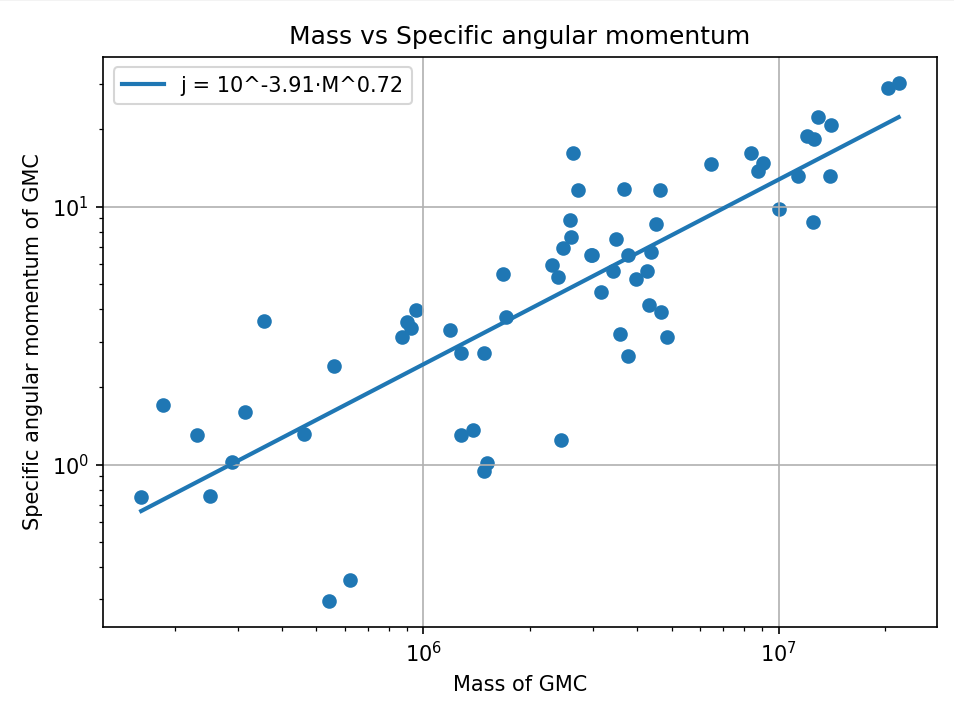 Mass vs Specific angular momentum
j = 10^-3.91·M^0.72
Specific angular momentum of GMC
10¹
10⁰
10⁶
10⁷
Mass of GMC